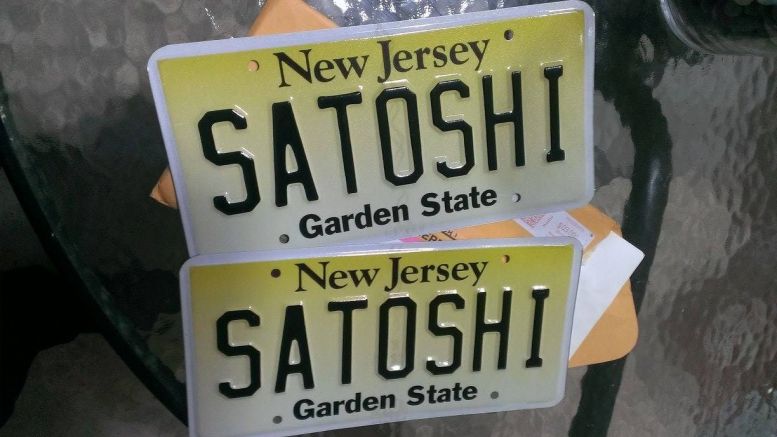 New Jersey
SATOSHI
Garden State
New Jersey
SATOSHI
Garden State